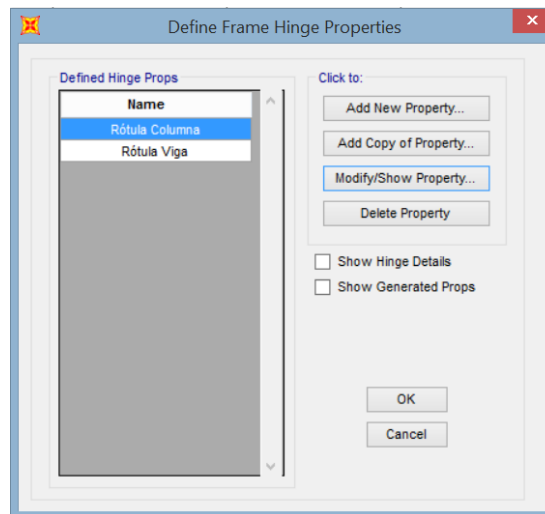 Define Frame Hinge Properties
Defined Hinge Props
Name
Rótula Columna
Rótula Viga
Click to:
Add New Property...
Add Copy of Property...
Modify/Show Property...
Delete Property
Show Hinge Details
Show Generated Props
OK
Cancel